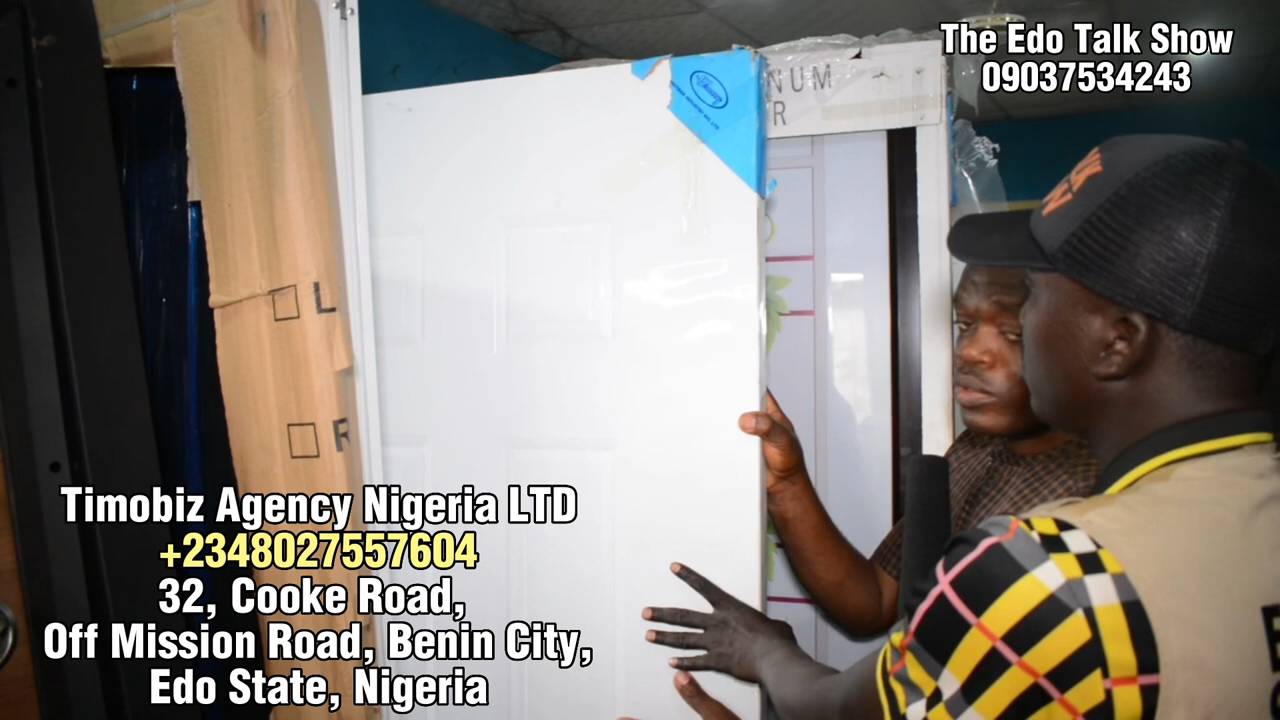 The Edo Talk Show
09037534243
NUM
R
L
R
Timobiz Agency Nigeria LTD
+2348027557604
32, Cooke Road,
Off Mission Road, Benin City,
Edo State, Nigeria